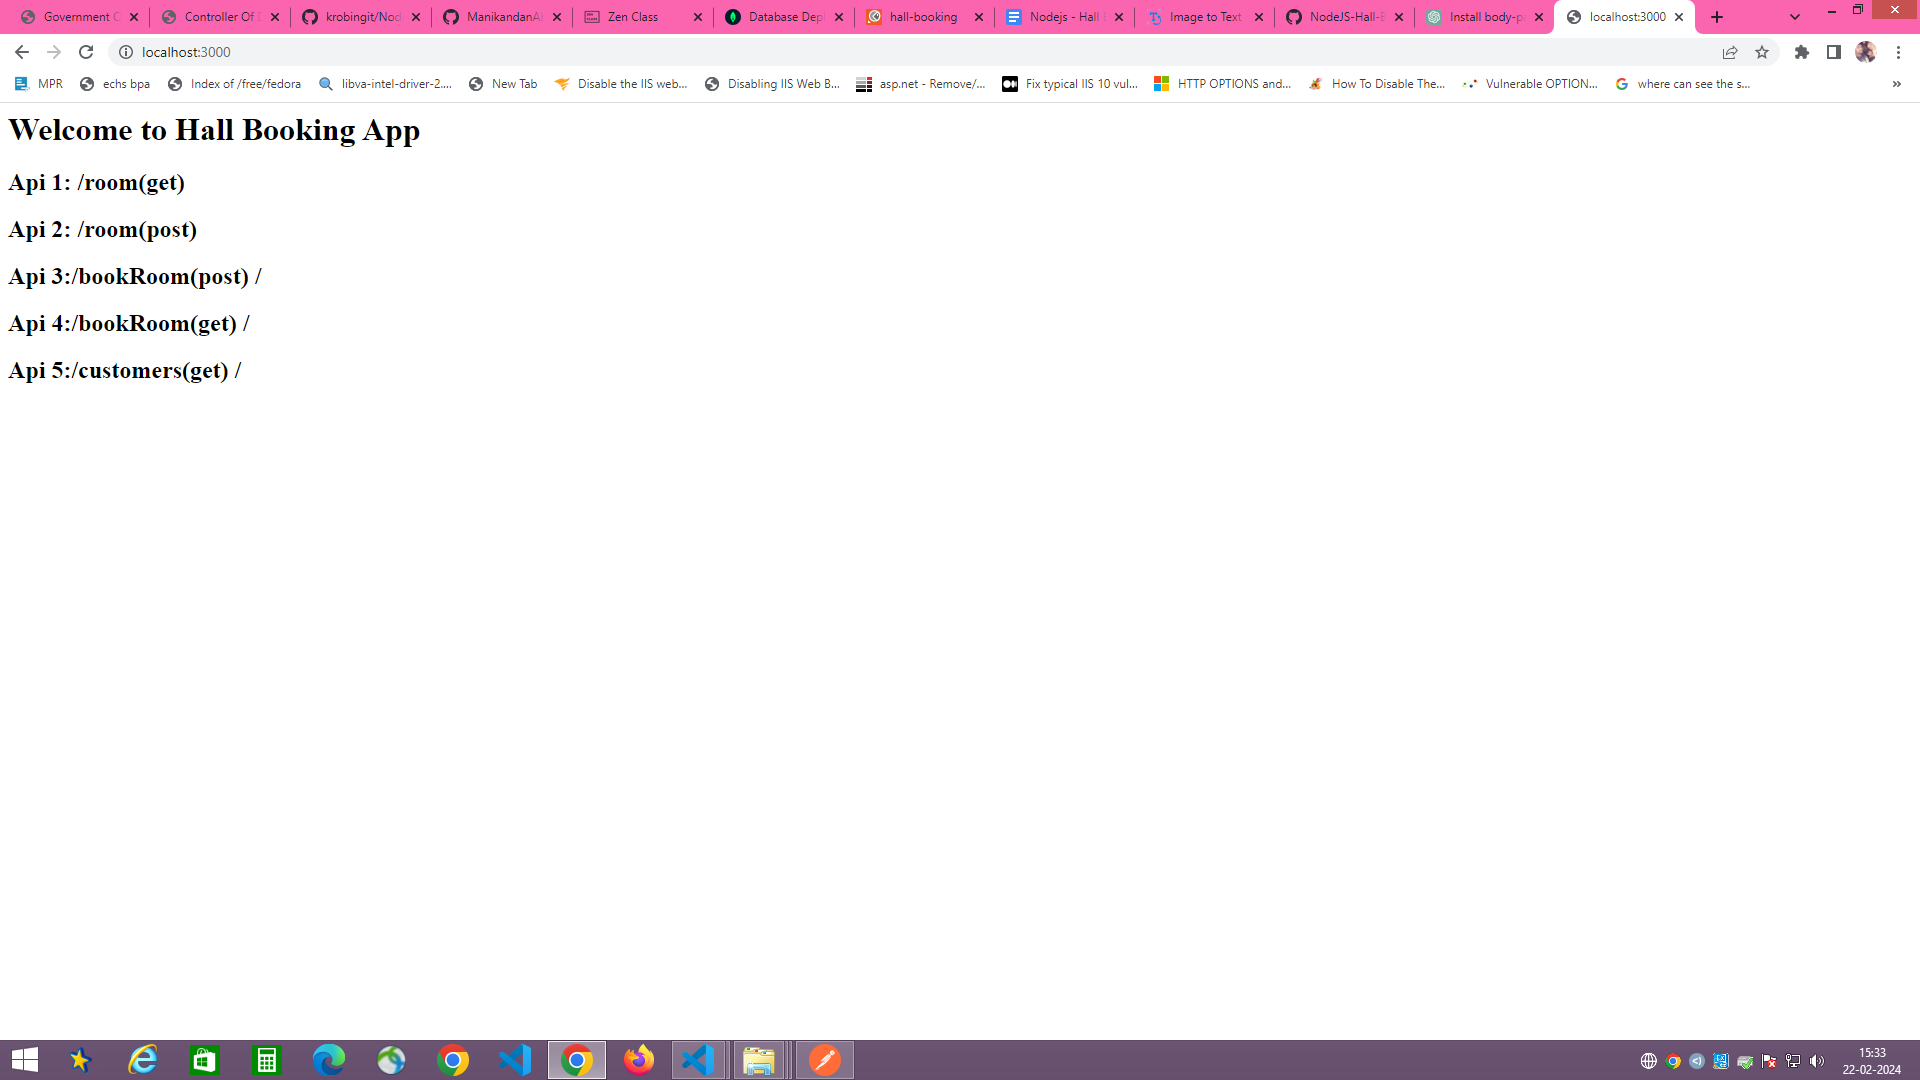 Government C
Controller Of D
krobingit/Nod
ManikandanAl
Zen Class
Database Depl
hall-booking
Nodejs - Hall
Image to Text
NodeJS-Hall-B
Install body-p
localhost:3000
localhost:3000
MPR
echs bpa
Index of /free/fedora
libva-intel-driver-2....
New Tab
Disable the IIS web...
Disabling IIS Web B...
asp.net - Remove/...
Fix typical IIS 10 vul...
HTTP OPTIONS and...
How To Disable The...
Vulnerable OPTION...
where can see the s...
»
Welcome to Hall Booking App
Api 1: /room(get)
Api 2: /room(post)
Api 3:/bookRoom(post) /
Api 4:/bookRoom(get) /
Api 5:/customers(get) /
15:33
22-02-2024